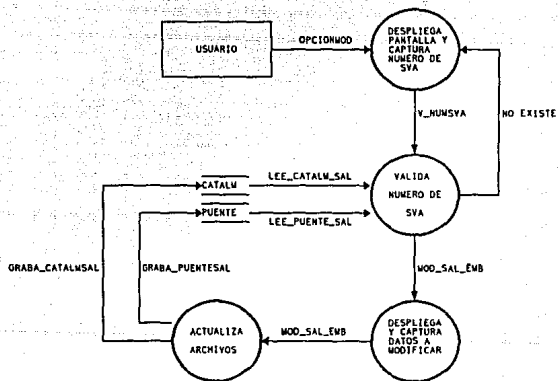 USUARIO
OPCIONMOD
DESPLIEGA
PANTALLA Y
CAPTURA
NUMERO DE
SVA
V_NUMSVA
NO EXISTE
CATALM
LEE_CATALM_SAL
PUENTE
LEE_PUENTE_SAL
VALIDA
NUMERO DE
SVA
GRABA_CATALMSAL
GRABA_PUENTESAL
MOD_SAL_EMB
ACTUALIZA
ARCHIVOS
MOD_SAL_EMB
DESPLIEGA
Y CAPTURA
DATOS A
MODIFICAR